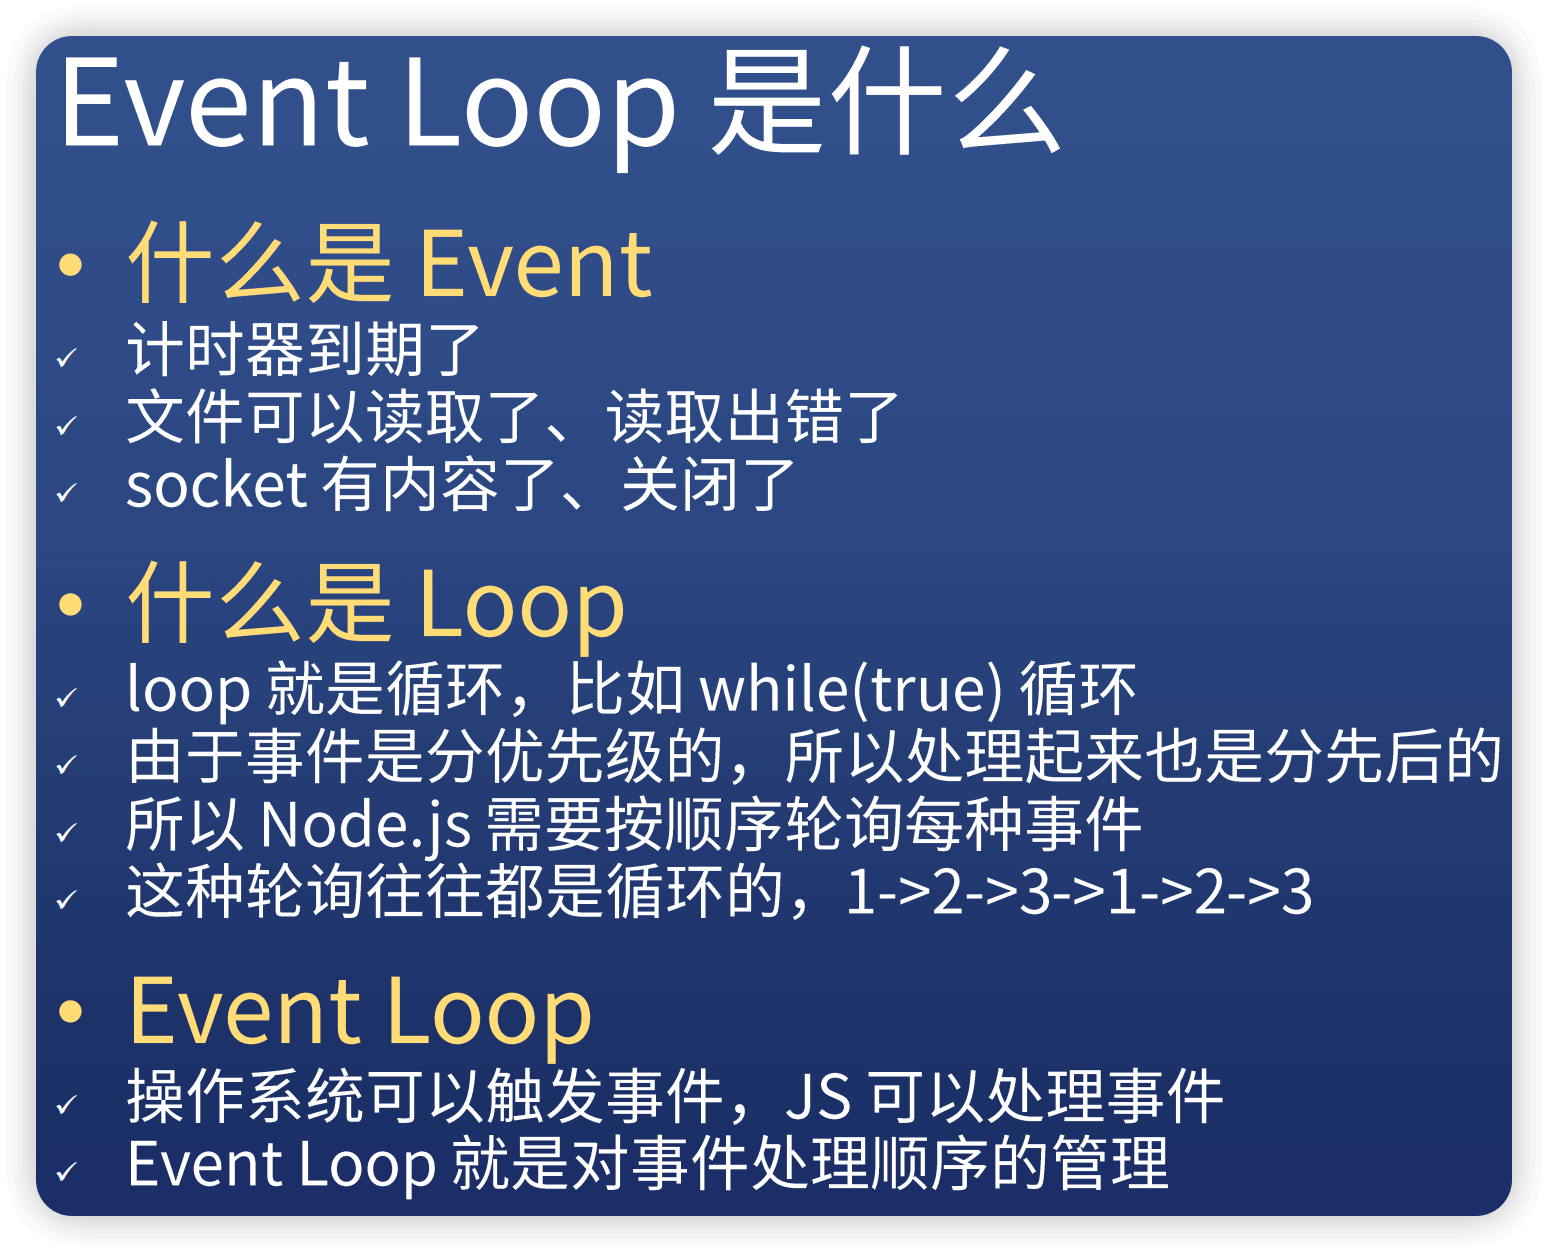 Event Loop 是什么
• 什么是 Event
✓ 计时器到期了
✓ 文件可以读取了、读取出错了
✓ socket 有内容了、关闭了
• 什么是 Loop
✓ loop 就是循环，比如 while(true) 循环
✓ 由于事件是分优先级的，所以处理起来也是分先后的
✓ 所以 Node.js 需要按顺序轮询每种事件
✓ 这种轮询往往都是循环的，1->2->3->1->2->3
• Event Loop
✓ 操作系统可以触发事件，JS 可以处理事件
✓ Event Loop 就是对事件处理顺序的管理